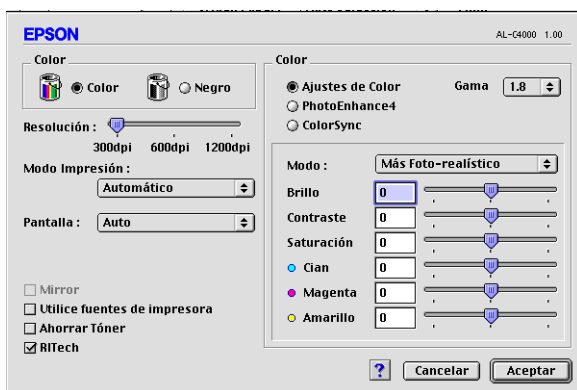 EPSON AL-C4000 1.00
Color
Color Negro
Resolución :
300dpi 600dpi 1200dpi
Modo Impresión :
Automático
Pantalla : Auto
Mirror
Utilice fuentes de impresora
Ahorrar Tóner
RITech
Color
Ajustes de Color Gama 1.8
PhotoEnhance4
ColorSync
Modo : Más Foto-realístico
Brillo 0
Contraste 0
Saturación 0
Cian 0
Magenta 0
Amarillo 0
? Cancelar Aceptar